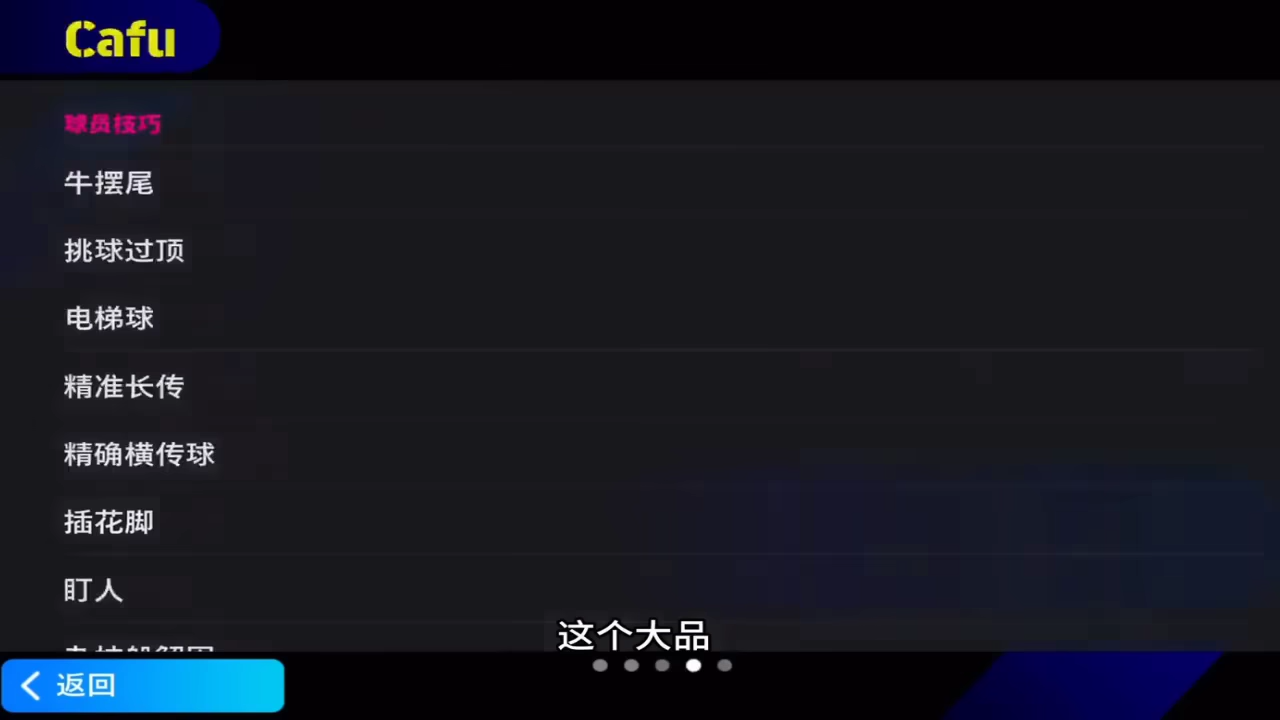 Cafu
球员技巧
牛摆尾
挑球过顶
电梯球
精准长传
精确横传球
插花脚
盯人
这个大品
返回